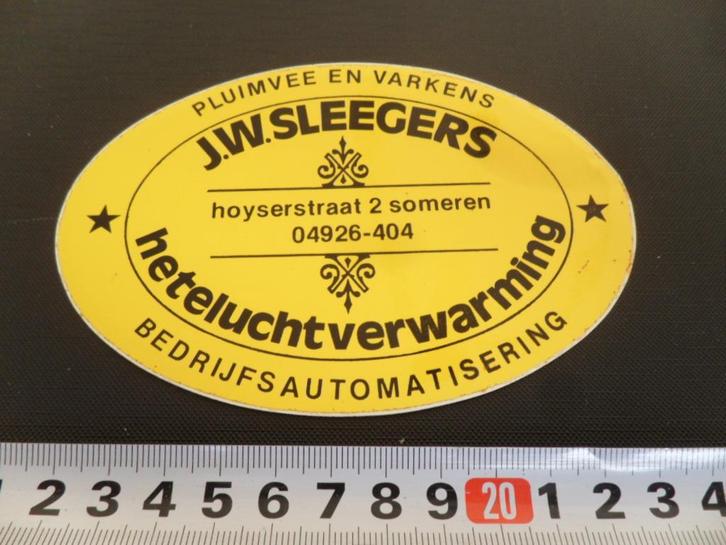 PLUIMVEE EN VARKENS
J.W.SLEEGERS
hoyserstraat 2 someren
04926-404
heteluchtverwarming
BEDRIJFSAUTOMATISERING
2 3 4 5 6 7 8 9 20 1 2 3 4